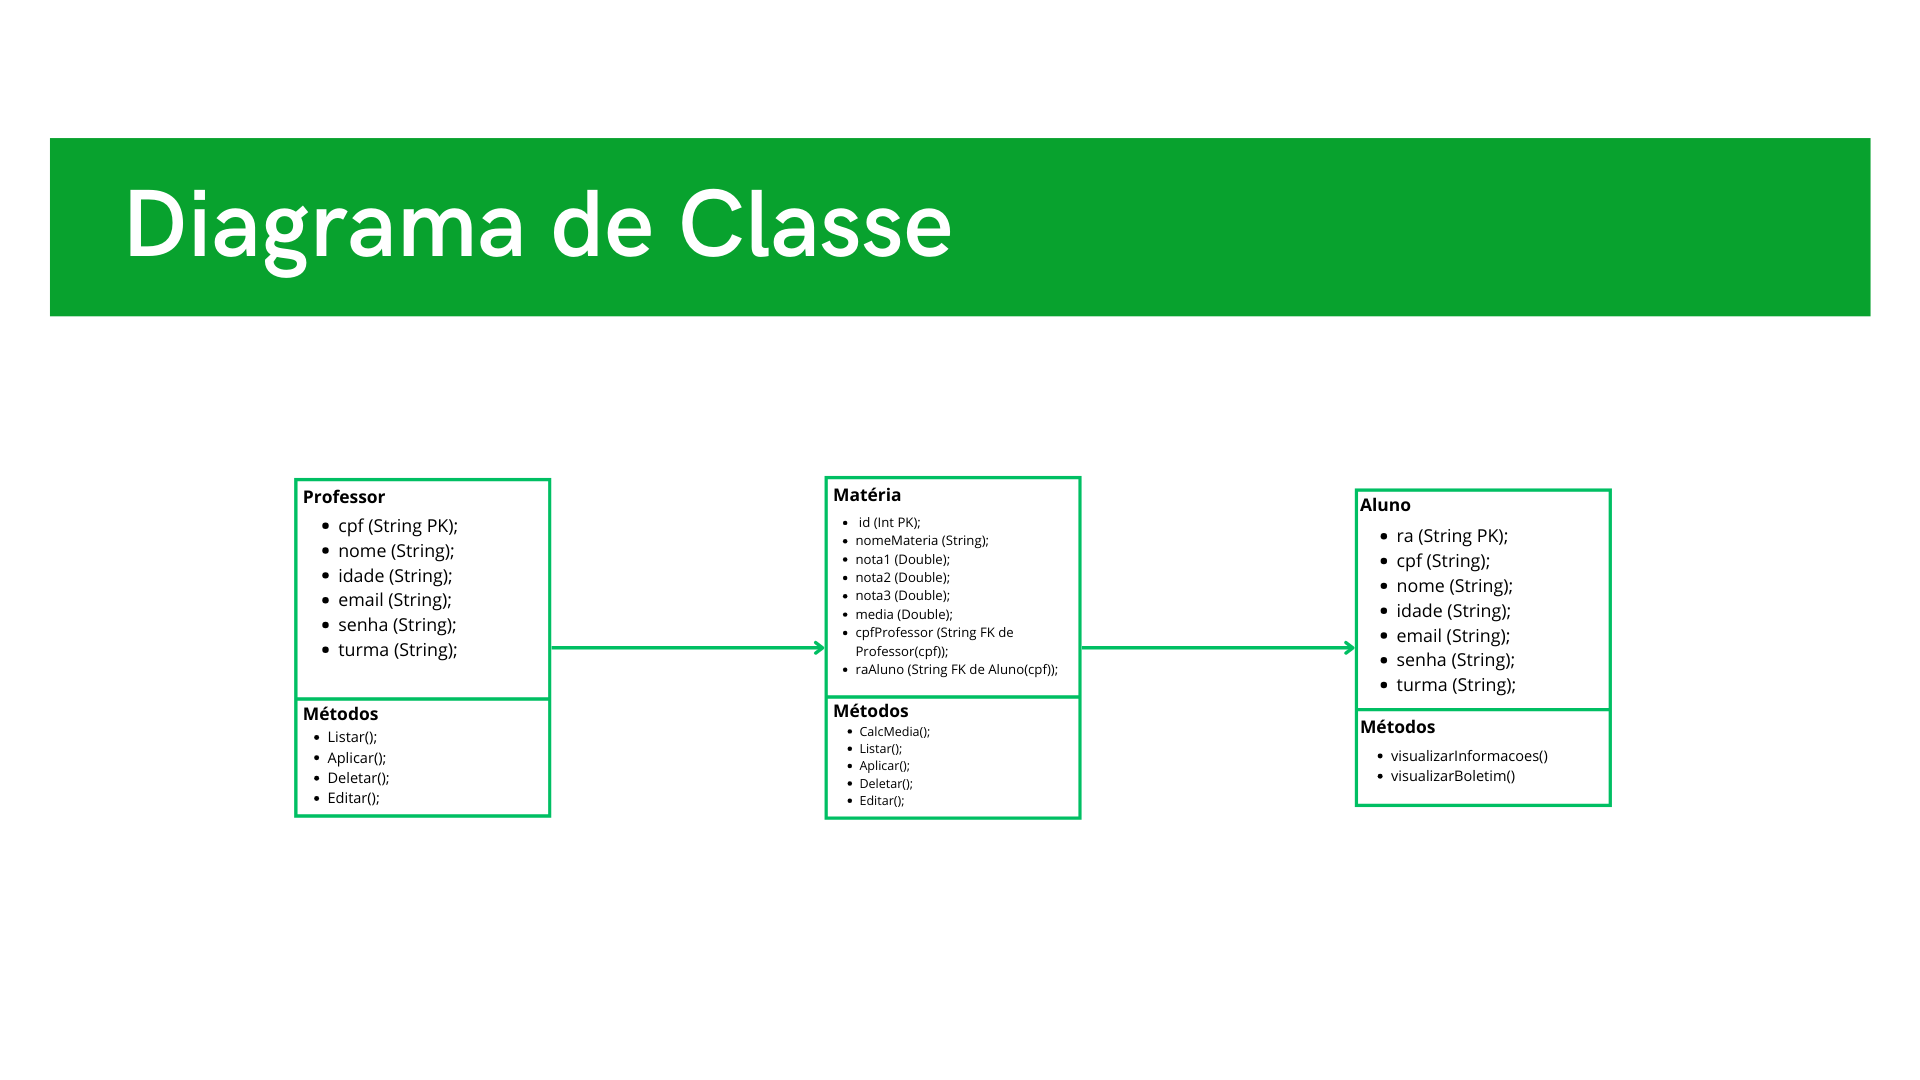 Diagrama de Classe
Professor
cpf (String PK);
nome (String);
idade (String);
email (String);
senha (String);
turma (String);
Métodos
Listar();
Aplicar();
Deletar();
Editar();
Matéria
id (Int PK);
nomeMateria (String);
nota1 (Double);
nota2 (Double);
nota3 (Double);
media (Double);
cpfProfessor (String FK de
Professor(cpf));
raAluno (String FK de Aluno(cpf));
Métodos
CalcMedia();
Listar();
Aplicar();
Deletar();
Editar();
Aluno
ra (String PK);
cpf (String);
nome (String);
idade (String);
email (String);
senha (String);
turma (String);
Métodos
visualizarInformacoes()
visualizarBoletim()